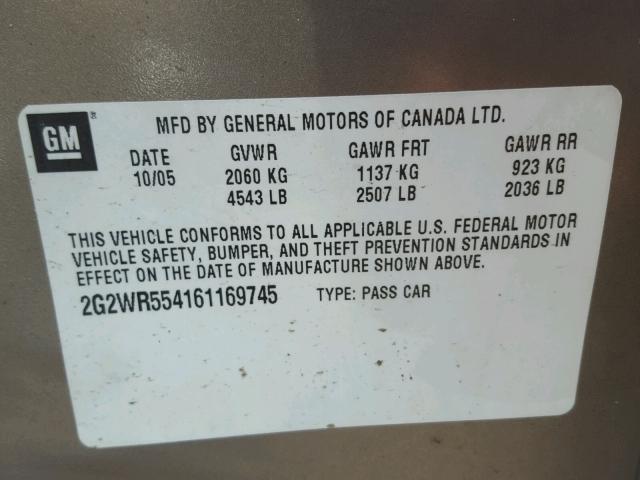 GM ®
MFD BY GENERAL MOTORS OF CANADA LTD.
DATE GVWR GAWR FRT GAWR RR
10/05 2060 KG 1137 KG 923 KG
4543 LB 2507 LB 2036 LB
THIS VEHICLE CONFORMS TO ALL APPLICABLE U.S. FEDERAL MOTOR
VEHICLE SAFETY, BUMPER, AND THEFT PREVENTION STANDARDS IN
EFFECT ON THE DATE OF MANUFACTURE SHOWN ABOVE.
2G2WR554161169745 TYPE: PASS CAR